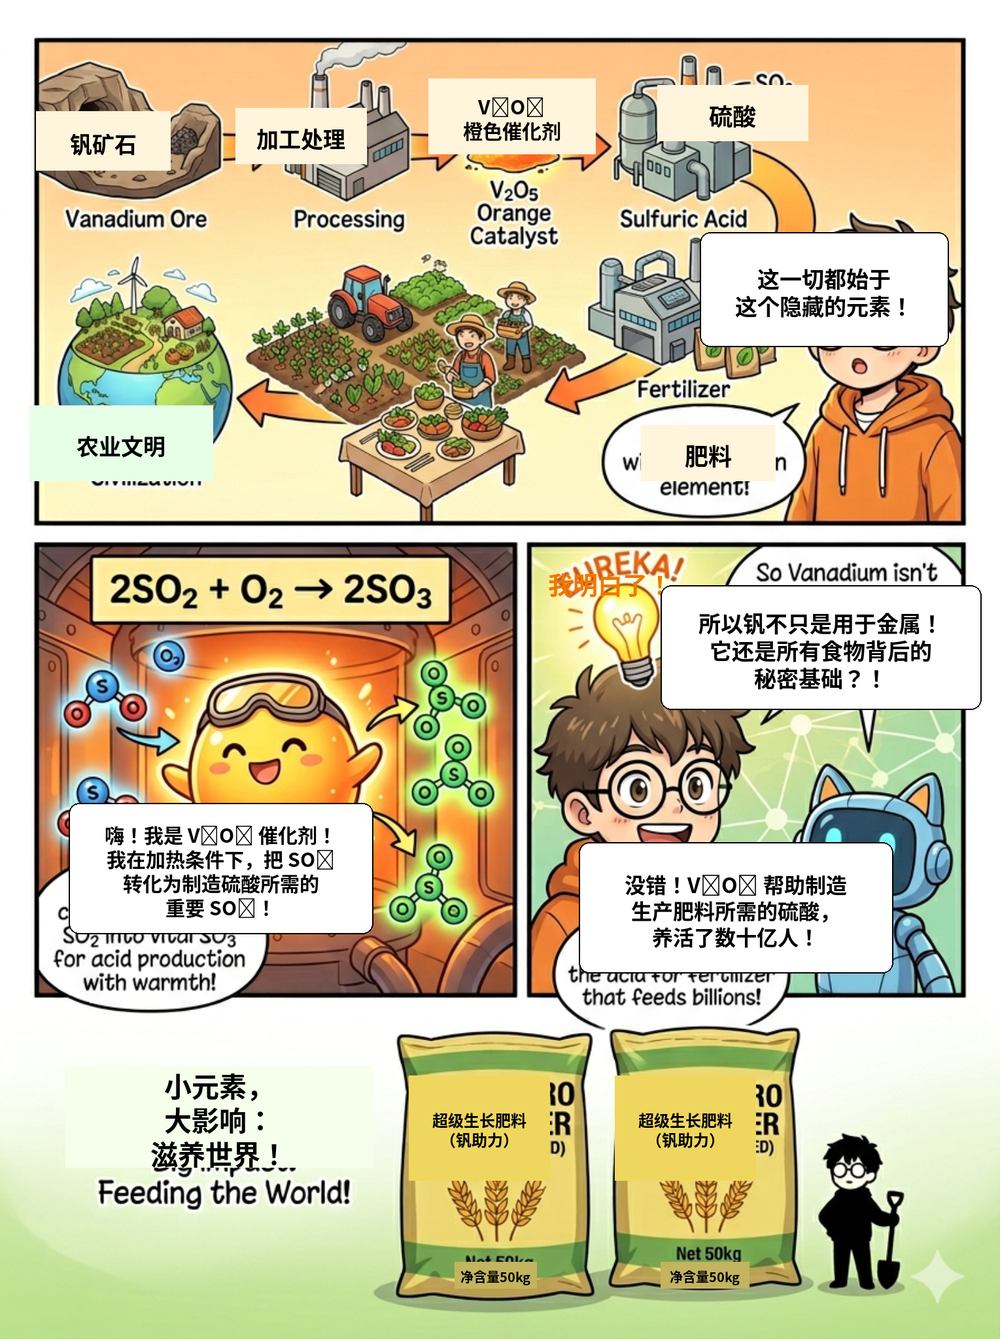 钒矿石
加工处理
V☒O☒
橙色催化剂
硫酸
Vanadium Ore
Processing
V₂O₅
Orange
Catalyst
Sulfuric Acid
这一切都始于
这个隐藏的元素！
Fertilizer
农业文明
肥料
element!
2SO₂ + O₂ → 2SO₃
O₂
S
S
S
S
S
嗨！我是 V☒O☒ 催化剂！
我在加热条件下，把 SO☒
转化为制造硫酸所需的
重要 SO☒！
SO₂ into vital SO₃
for acid production
with warmth!
EUREKA!
我明白了！
So Vanadium isn't
所以钒不只是用于金属！
它还是所有食物背后的
秘密基础？！
没错！V☒O☒ 帮助制造
生产肥料所需的硫酸，
养活了数十亿人！
the acid for fertilizer
that feeds billions!
小元素，
大影响：
滋养世界！
Big Impact:
Feeding the World!
超级生长肥料
（钒助力）
Net 50kg
净含量50kg
超级生长肥料
（钒助力）
Net 50kg
净含量50kg